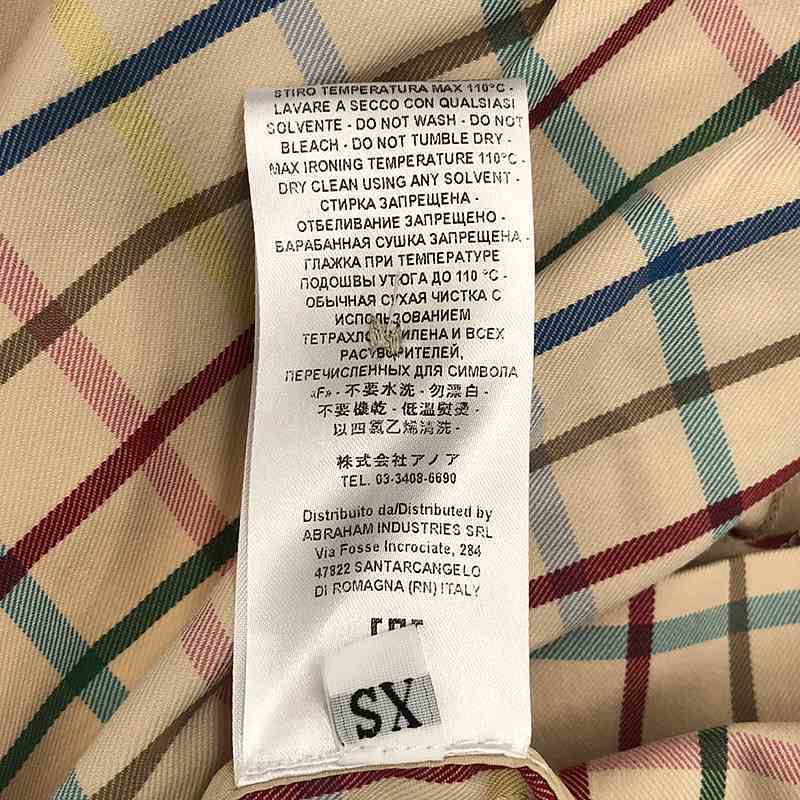 STIRO TEMPERATURA MAX 110°C -
LAVARE A SECCO CON QUALSIASI
SOLVENTE - DO NOT WASH - DO NOT
BLEACH - DO NOT TUMBLE DRY -
MAX IRONING TEMPERATURE 110°C -
DRY CLEAN USING ANY SOLVENT -
СТИРКА ЗАПРЕЩЕНА -
ОТБЕЛИВАНИЕ ЗАПРЕЩЕНО -
БАРАБАННАЯ СУШКА ЗАПРЕЩЕНА -
ГЛАЖКА ПРИ ТЕМПЕРАТУРЕ
ПОДОШВЫ УТЮГА ДО 110 °C -
ОБЫЧНАЯ СУХАЯ ЧИСТКА С
ИСПОЛЬЗОВАНИЕМ
И ВСЕХ
РАСТВОРИТЕЛЕЙ,
ПЕРЕЧИСЛЕННЫХ ДЛЯ СИМВОЛА
«F» - 不要水洗 - 勿漂白 -
不要機乾 - 低溫熨燙 -
以四氯乙烯清洗 -
株式会社アノア
TEL. 03-3408-6690
Distribuito da/Distributed by
ABRAHAM INDUSTRIES SRL
Via Fosse Incrociate, 284
47822 SANTARCANGELO
DI ROMAGNA (RN) ITALY
XS